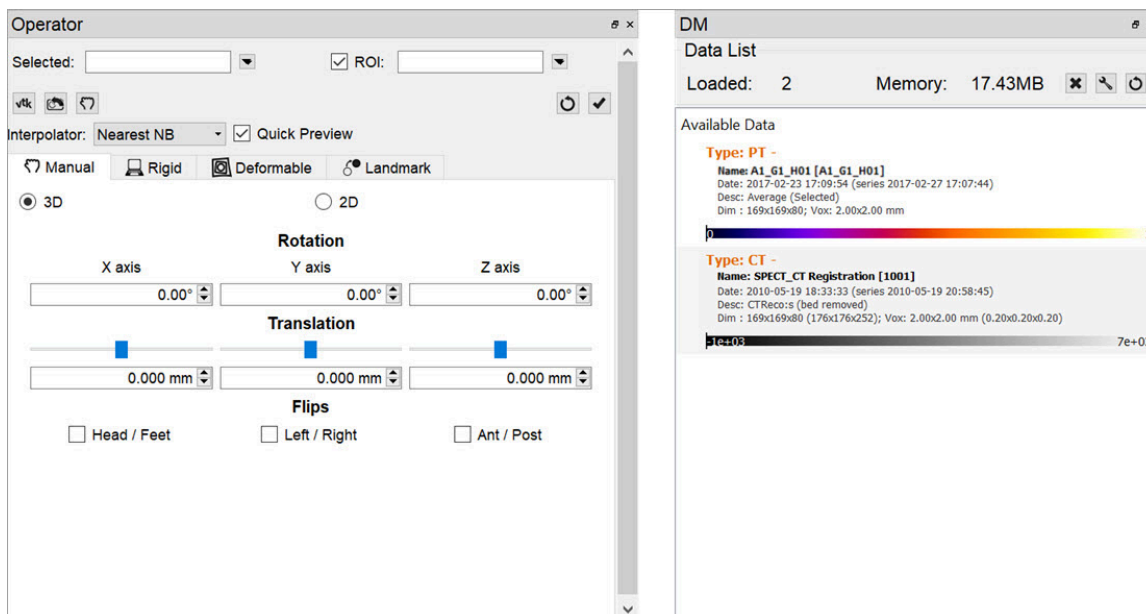 Operator
Selected:
ROI:
vtk
Interpolator: Nearest NB Quick Preview
Manual Rigid Deformable Landmark
3D 2D
Rotation
X axis Y axis Z axis
0.00° 0.00° 0.00°
Translation
0.000 mm 0.000 mm 0.000 mm
Flips
Head / Feet Left / Right Ant / Post
DM
Data List
Loaded: 2 Memory: 17.43MB
Available Data
Type: PT -
Name: A1_G1_H01 [A1_G1_H01]
Date: 2017-02-23 17:09:54 (series 2017-02-27 17:07:44)
Desc: Average (Selected)
Dim : 169x169x80; Vox: 2.00x2.00 mm
0
Type: CT -
Name: SPECT_CT Registration [1001]
Date: 2010-05-19 18:33:33 (series 2010-05-19 20:58:45)
Desc: CTReco:s (bed removed)
Dim : 169x169x80 (176x176x252); Vox: 2.00x2.00 mm (0.20x0.20x0.20)
-1e+03 7e+03